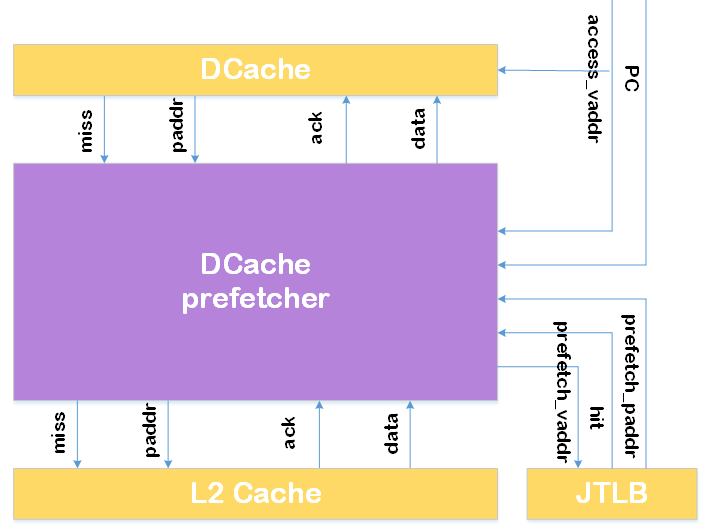 DCache
access_vaddr
PC
miss
paddr
ack
data
DCache
prefetcher
prefetch_vaddr
hit
prefetch_paddr
miss
paddr
ack
data
L2 Cache
JTLB